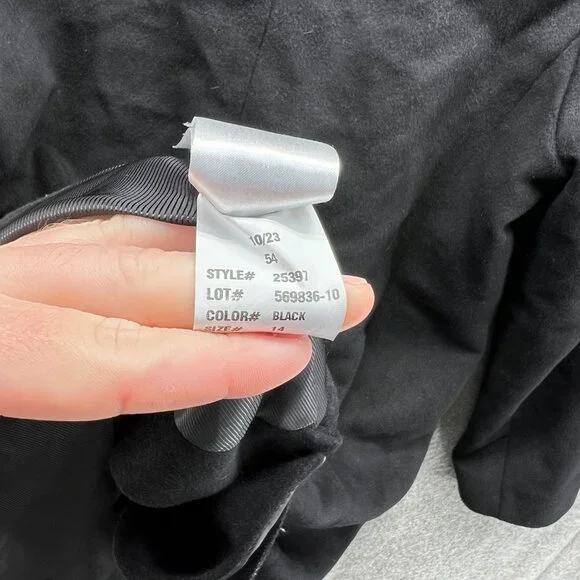 10/23
54
STYLE# 25397
LOT# 569836-10
COLOR# BLACK
SIZE# 14